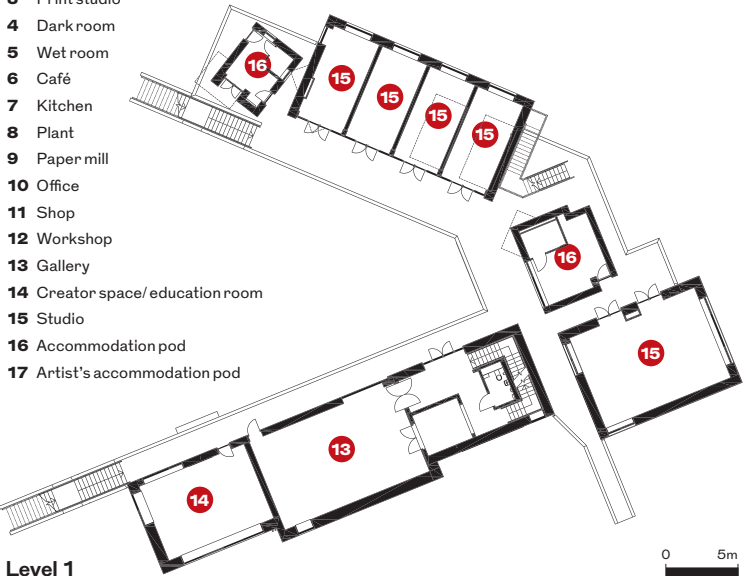 4 Dark room
5 Wet room
6 Café
7 Kitchen
8 Plant
9 Paper mill
10 Office
11 Shop
12 Workshop
13 Gallery
14 Creator space/ education room
15 Studio
16 Accommodation pod
17 Artist's accommodation pod
16
15
15
15
15
16
15
13
14
Level 1
0 5m